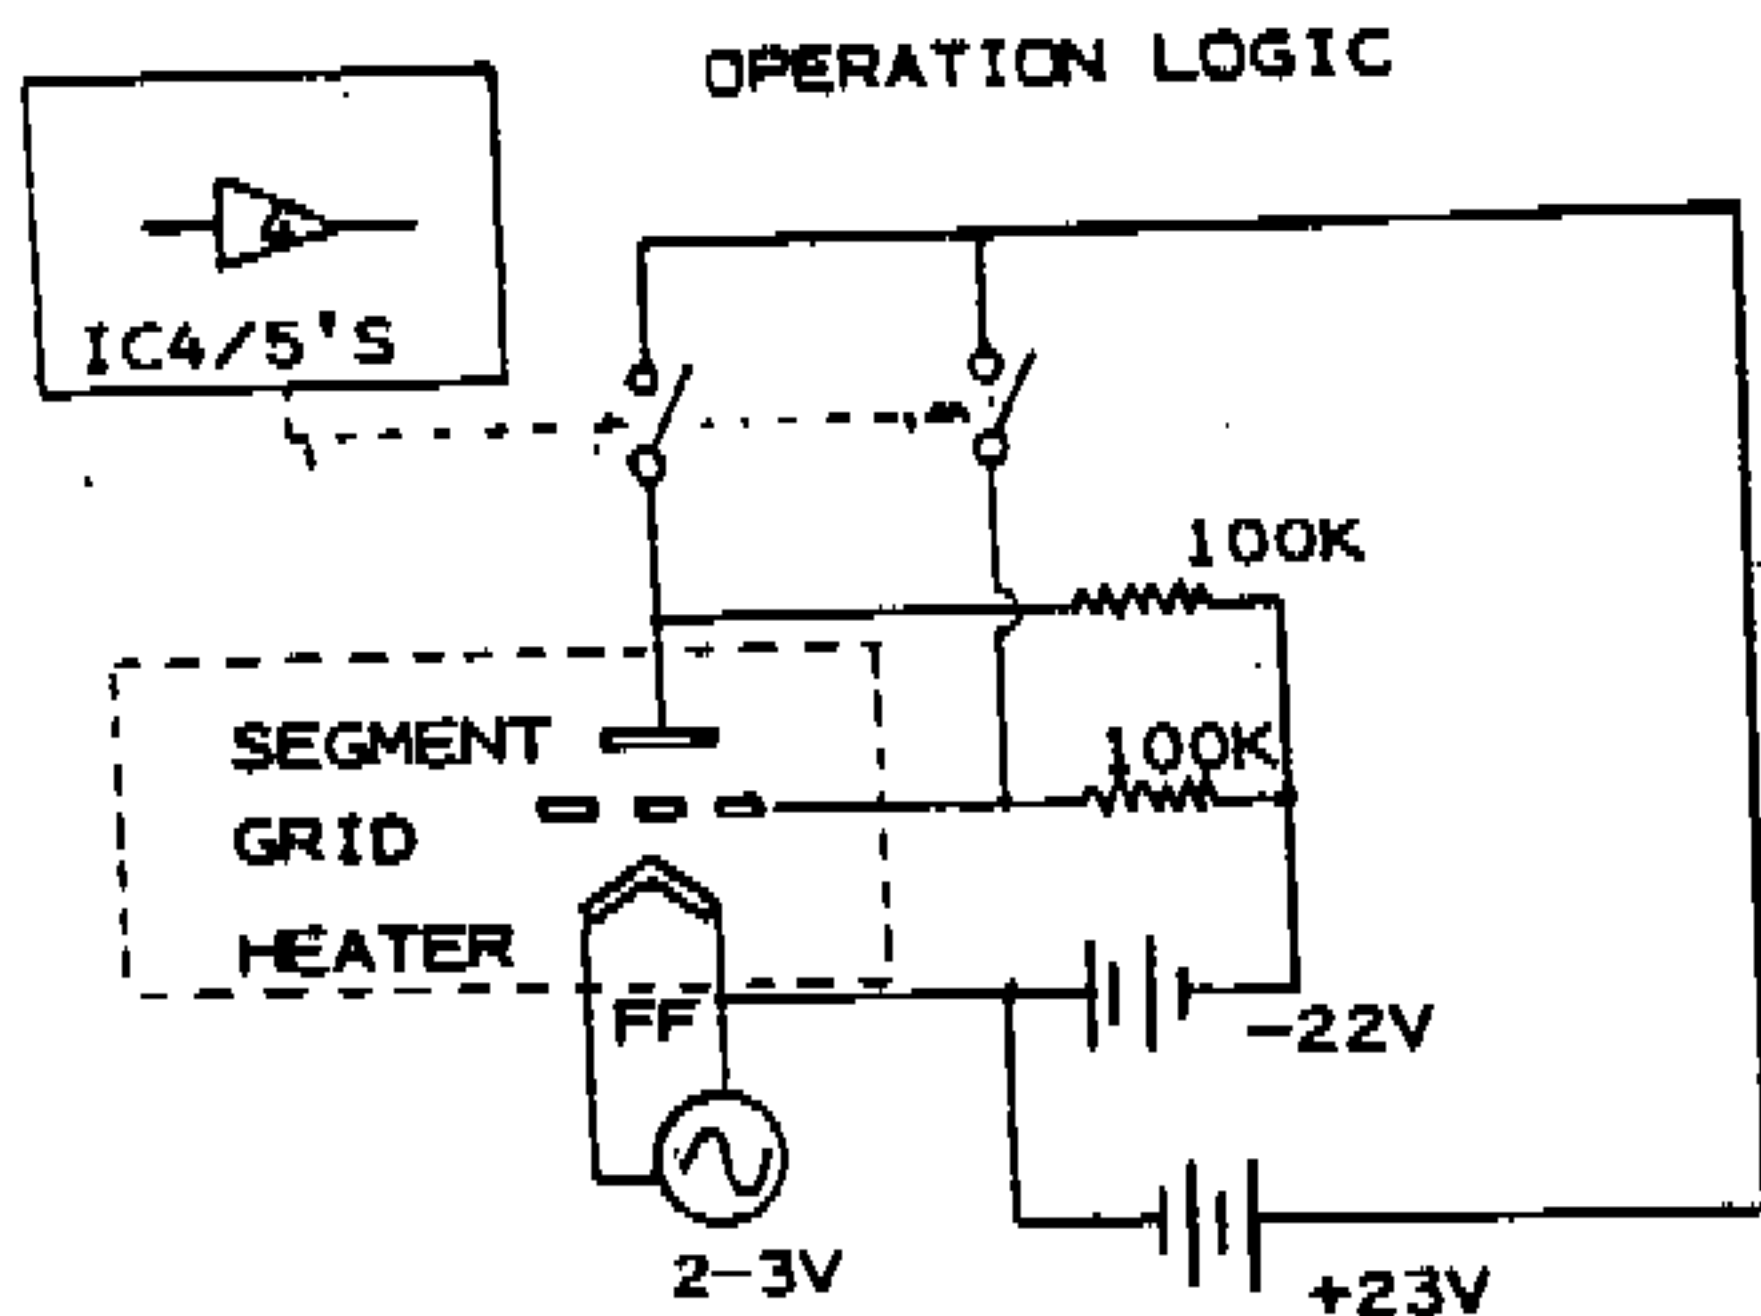 OPERATION LOGIC
IC4/5'S
100K
100K
SEGMENT
GRID
HEATER
FF
-22V
2-3V
+23V